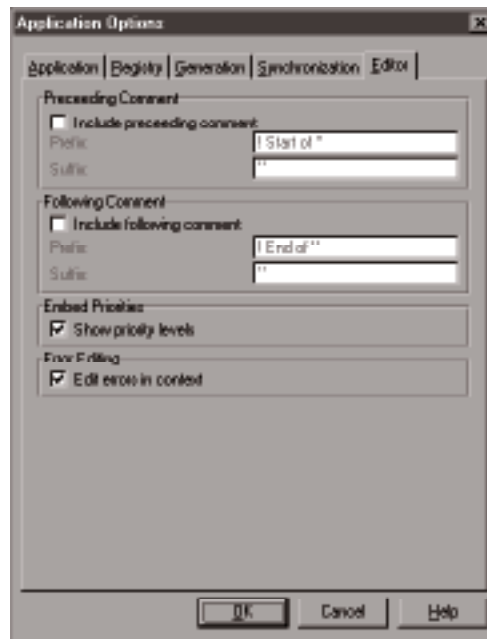 Application Options
Application Registry Generation Synchronization Editor
Preceeding Comment
Include preceeding comment
Prefix ! Start of "
Suffix "
Following Comment
Include following comment
Prefix ! End of "
Suffix "
Embed Priorities
Show priority levels
Error Editing
Edit errors in context
OK Cancel Help